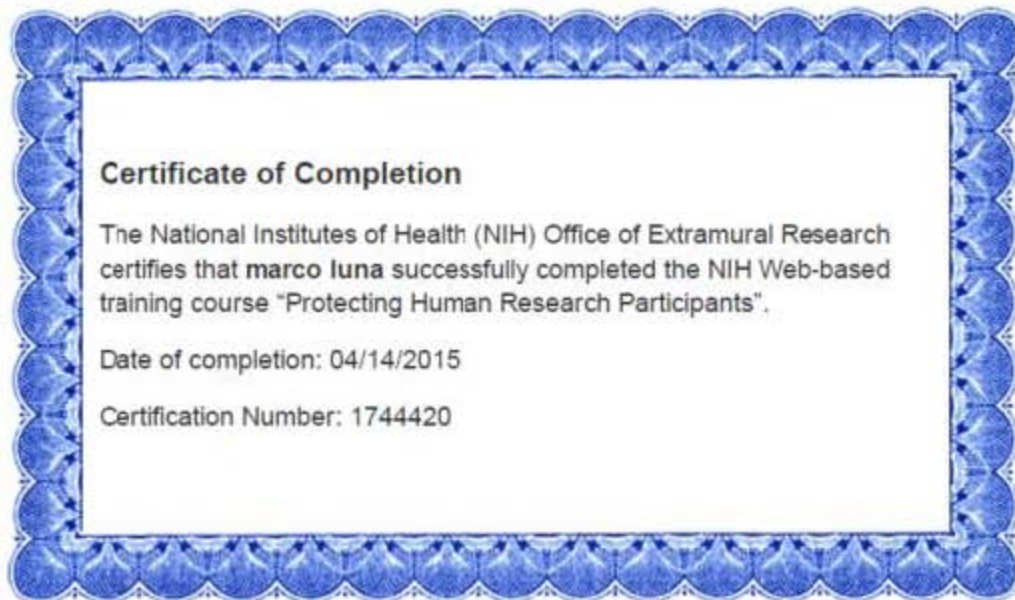 Certificate of Completion
The National Institutes of Health (NIH) Office of Extramural Research
certifies that marco luna successfully completed the NIH Web-based
training course "Protecting Human Research Participants".
Date of completion: 04/14/2015
Certification Number: 1744420